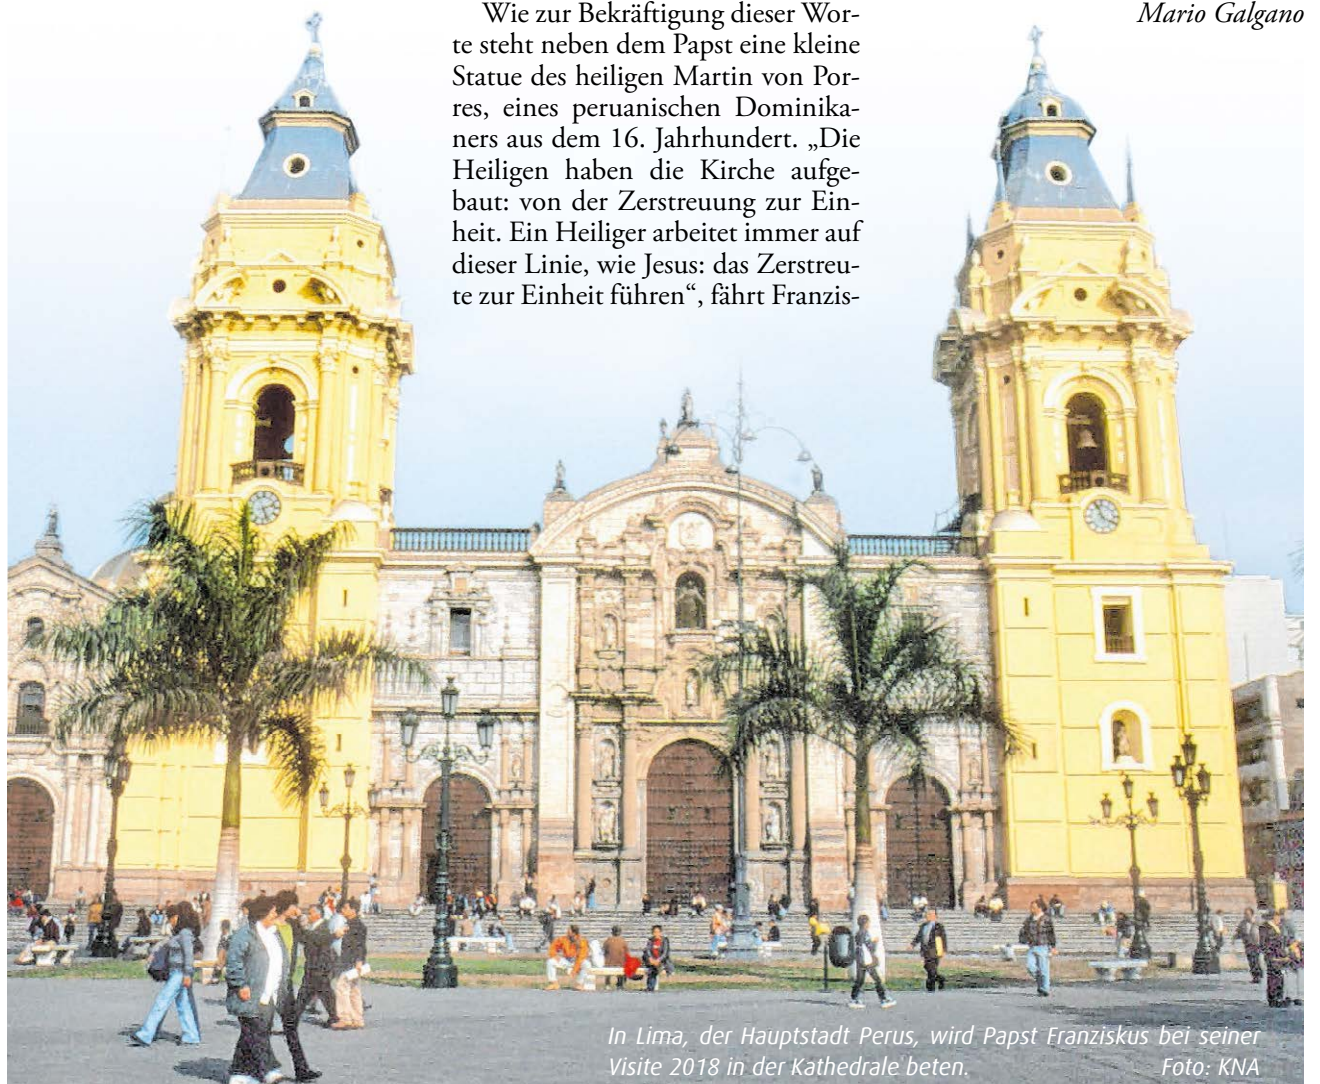 Wie zur Bekräftigung dieser Wor-
te steht neben dem Papst eine kleine
Statue des heiligen Martin von Por-
res, eines peruanischen Dominika-
ners aus dem 16. Jahrhundert. „Die
Heiligen haben die Kirche aufge-
baut: von der Zerstreuung zur Ein-
heit. Ein Heiliger arbeitet immer auf
dieser Linie, wie Jesus: das Zerstreu-
te zur Einheit führen“, fährt Franzis-
Mario Galgano
In Lima, der Hauptstadt Perus, wird Papst Franziskus bei seiner
Visite 2018 in der Kathedrale beten. Foto: KNA